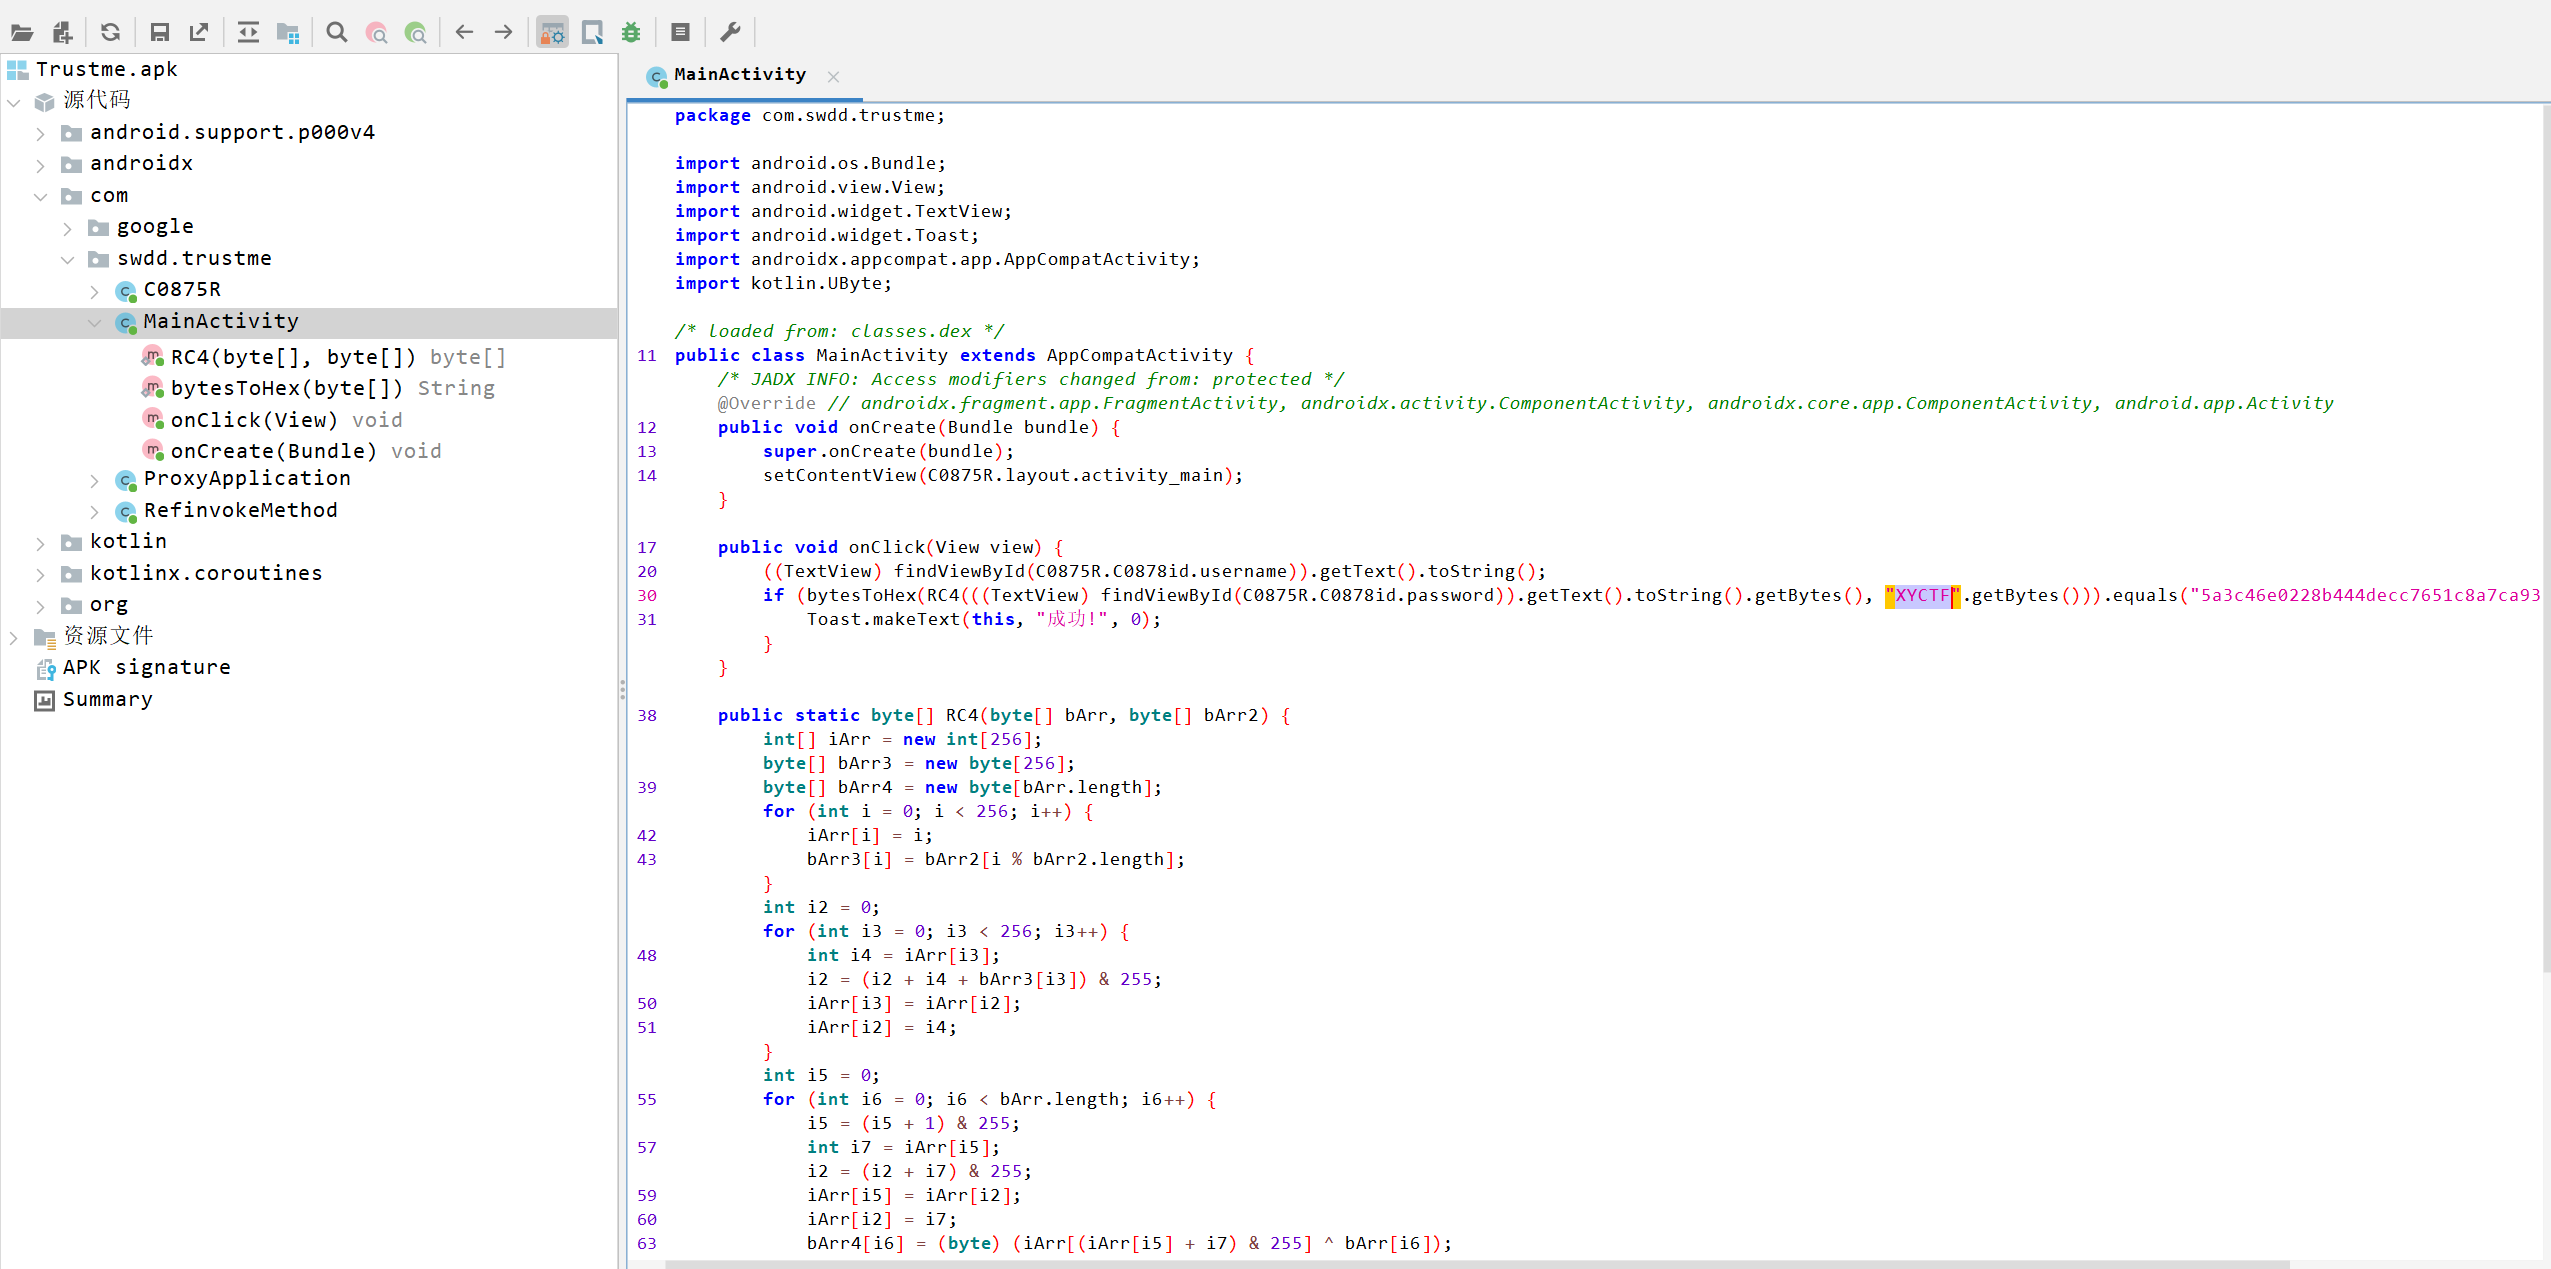 Trustme.apk
源代码
android.support.p000v4
androidx
com
google
swdd.trustme
C0875R
MainActivity
RC4(byte[], byte[]) byte[]
bytesToHex(byte[]) String
onClick(View) void
onCreate(Bundle) void
ProxyApplication
RefinvokeMethod
kotlin
kotlinx.coroutines
org
资源文件
APK signature
Summary
MainActivity
package com.swdd.trustme;
import android.os.Bundle;
import android.view.View;
import android.widget.TextView;
import android.widget.Toast;
import androidx.appcompat.app.AppCompatActivity;
import kotlin.UByte;
/* loaded from: classes.dex */
11 public class MainActivity extends AppCompatActivity {
/* JADX INFO: Access modifiers changed from: protected */
@Override // androidx.fragment.app.FragmentActivity, androidx.activity.ComponentActivity, androidx.core.app.ComponentActivity, android.app.Activity
12 public void onCreate(Bundle bundle) {
13 super.onCreate(bundle);
14 setContentView(C0875R.layout.activity_main);
}
17 public void onClick(View view) {
20 ((TextView) findViewById(C0875R.C0878id.username)).getText().toString();
30 if (bytesToHex(RC4(((TextView) findViewById(C0875R.C0878id.password)).getText().toString().getBytes(), "XYCTF".getBytes())).equals("5a3c46e0228b444decc7651c8a7ca93
31 Toast.makeText(this, "成功!", 0);
}
}
38 public static byte[] RC4(byte[] bArr, byte[] bArr2) {
int[] iArr = new int[256];
byte[] bArr3 = new byte[256];
39 byte[] bArr4 = new byte[bArr.length];
for (int i = 0; i < 256; i++) {
42 iArr[i] = i;
43 bArr3[i] = bArr2[i % bArr2.length];
}
int i2 = 0;
for (int i3 = 0; i3 < 256; i3++) {
48 int i4 = iArr[i3];
i2 = (i2 + i4 + bArr3[i3]) & 255;
50 iArr[i3] = iArr[i2];
51 iArr[i2] = i4;
}
int i5 = 0;
55 for (int i6 = 0; i6 < bArr.length; i6++) {
i5 = (i5 + 1) & 255;
57 int i7 = iArr[i5];
i2 = (i2 + i7) & 255;
59 iArr[i5] = iArr[i2];
60 iArr[i2] = i7;
63 bArr4[i6] = (byte) (iArr[(iArr[i5] + i7) & 255] ^ bArr[i6]);